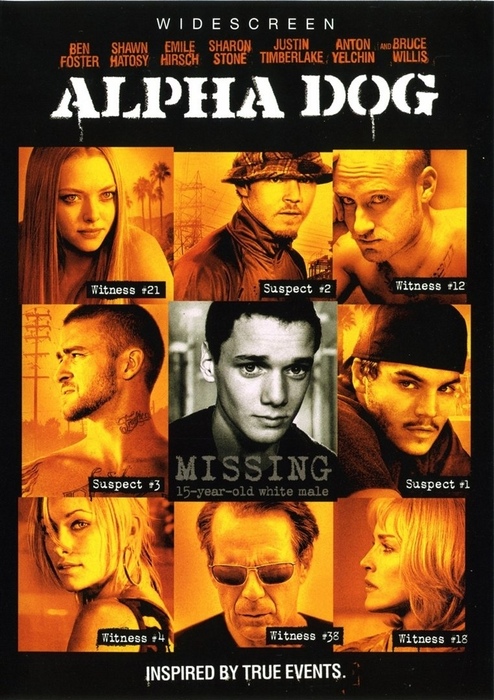 WIDESCREEN
BEN FOSTER SHAWN HATOSY EMILE HIRSCH SHARON STONE JUSTIN TIMBERLAKE ANTON YELCHIN AND BRUCE WILLIS
ALPHA DOG
Witness #21
Suspect #2
Witness #12
Suspect #3
MISSING
15-year-old white male
Suspect #1
Witness #4
Witness #38
Witness #18
INSPIRED BY TRUE EVENTS.